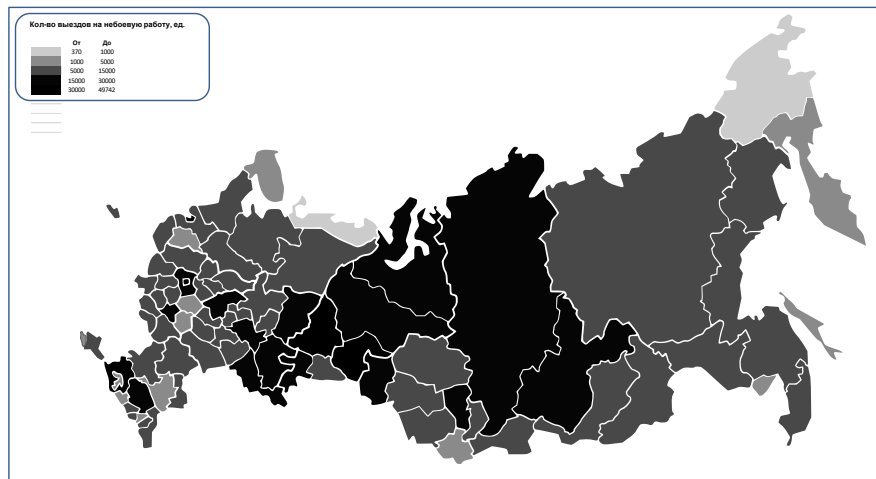 Кол-во выездов на небоевую работу, ед.
От До
370 1000
1000 5000
5000 15000
15000 30000
30000 49742